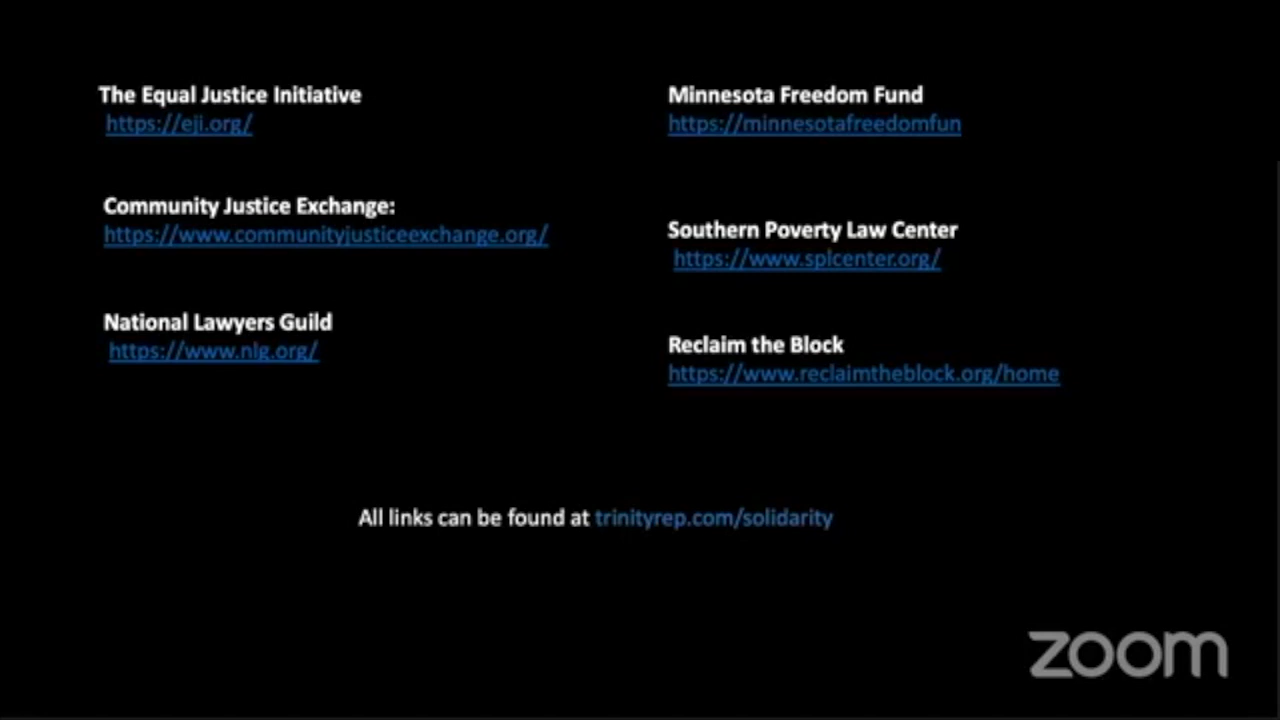 The Equal Justice Initiative
https://eji.org/
Community Justice Exchange:
https://www.communityjusticeexchange.org/
National Lawyers Guild
https://www.nlg.org/
Minnesota Freedom Fund
https://minnesotafreedomfun
Southern Poverty Law Center
https://www.splcenter.org/
Reclaim the Block
https://www.reclaimtheblock.org/home
All links can be found at trinityrep.com/solidarity
zoom